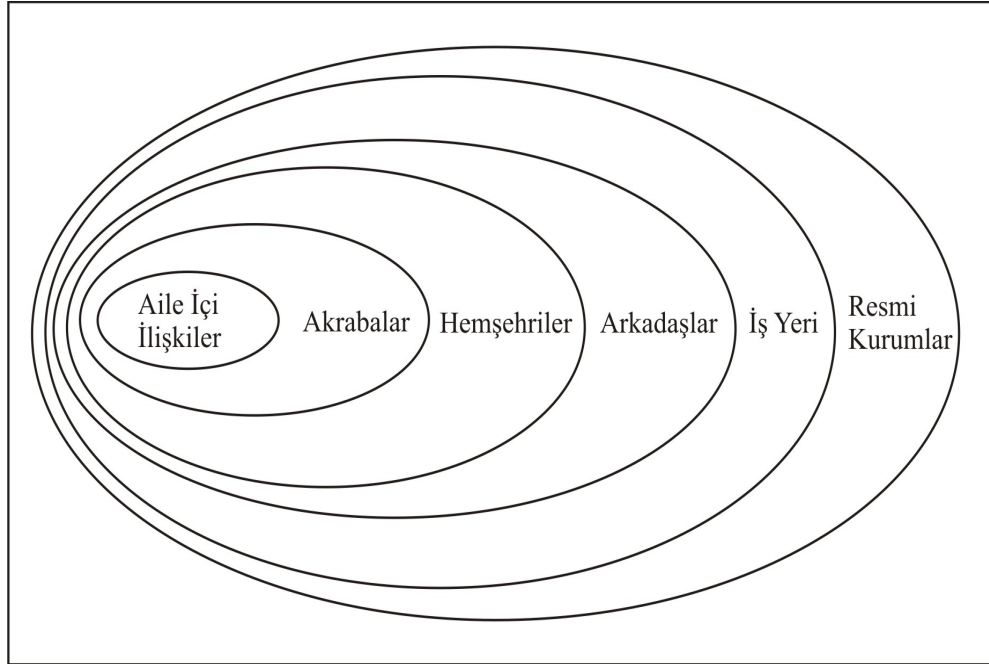 Aile İçi
İlişkiler
Akrabalar
Hemşehriler
Arkadaşlar
İş Yeri
Resmi
Kurumlar